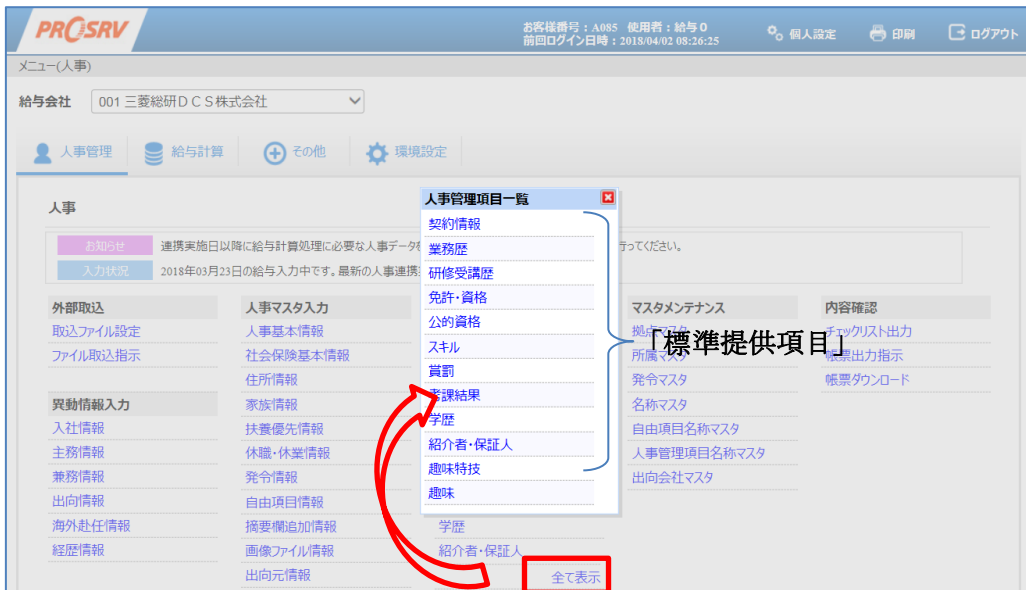 PROSRV
お客様番号：A085 使用者：給与０
前回ログイン日時：2018/04/02 08:26:25
個人設定
印刷
ログアウト
メニュー(人事)
給与会社
001 三菱総研ＤＣＳ株式会社
人事管理
給与計算
その他
環境設定
人事
お知らせ
連携実施日以降に給与計算処理に必要な人事データを
行ってください。
入力状況
2018年03月23日の給与入力中です。最新の人事連携
外部取込
取込ファイル設定
ファイル取込指示
異動情報入力
入社情報
主務情報
兼務情報
出向情報
海外赴任情報
経歴情報
人事マスタ入力
人事基本情報
社会保険基本情報
住所情報
家族情報
扶養優先情報
休職・休業情報
発令情報
自由項目情報
摘要欄追加情報
画像ファイル情報
出向元情報
人事管理項目一覧
契約情報
業務歴
研修受講歴
免許・資格
公的資格
スキル
賞罰
考課結果
学歴
紹介者・保証人
趣味特技
趣味
学歴
紹介者・保証人
全て表示
「標準提供項目」
マスタメンテナンス
拠点マスタ
所属マスタ
発令マスタ
名称マスタ
自由項目名称マスタ
人事管理項目名称マスタ
出向会社マスタ
内容確認
チェックリスト出力
帳票出力指示
帳票ダウンロード